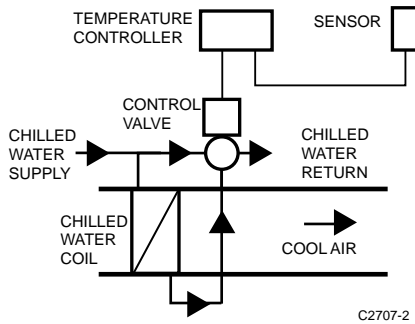 TEMPERATURE
CONTROLLER
SENSOR
CONTROL
VALVE
CHILLED
WATER
SUPPLY
CHILLED
WATER
RETURN
CHILLED
WATER
COIL
COOL AIR
C2707-2